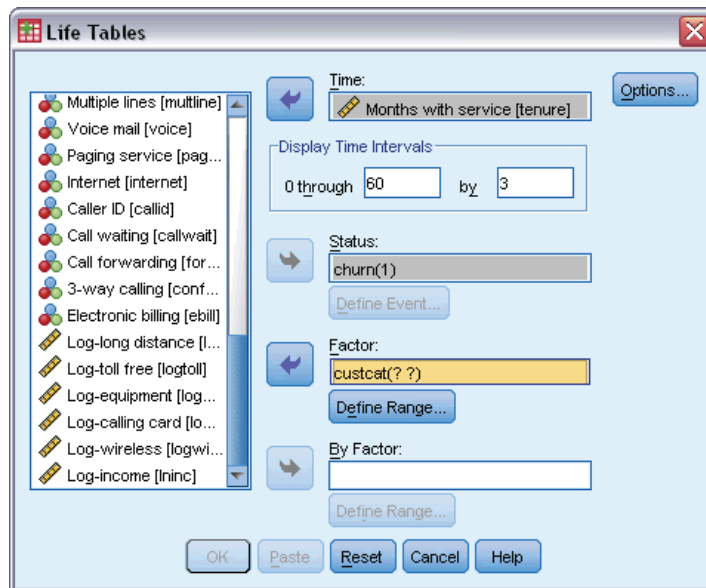 Life Tables
Multiple lines [multline]
Voice mail [voice]
Paging service [pag...
Internet [internet]
Caller ID [callid]
Call waiting [callwait]
Call forwarding [for...
3-way calling [conf...
Electronic billing [ebill]
Log-long distance [l...
Log-toll free [logtoll]
Log-equipment [log...
Log-calling card [lo...
Log-wireless [logwi...
Log-income [lninc]
Time:
Months with service [tenure]
Options...
Display Time Intervals
0 through 60 by 3
Status:
churn(1)
Define Event...
Factor:
custcat(? ?)
Define Range...
By Factor:
Define Range...
OK Paste Reset Cancel Help